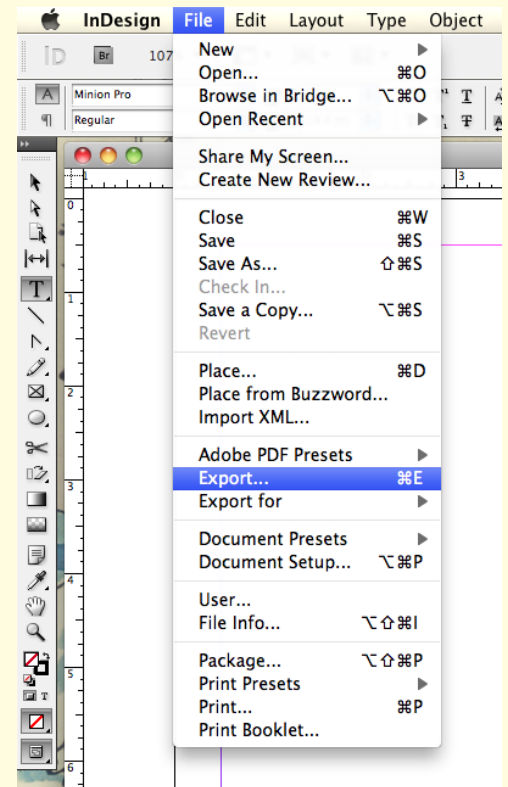 InDesign File Edit Layout Type Object
Br 107
New
Open... ⌘O
Browse in Bridge... ⌥⌘O
Open Recent
Minion Pro
Regular
Share My Screen...
Create New Review...
Close ⌘W
Save ⌘S
Save As... ⇧⌘S
Check In...
Save a Copy... ⌥⌘S
Revert
Place... ⌘D
Place from Buzzword...
Import XML...
Adobe PDF Presets
Export... ⌘E
Export for
Document Presets
Document Setup... ⌥⌘P
User...
File Info... ⌥⇧⌘I
Package... ⌥⇧⌘P
Print Presets
Print... ⌘P
Print Booklet...
1 3
0
1
2
3
4
5
6